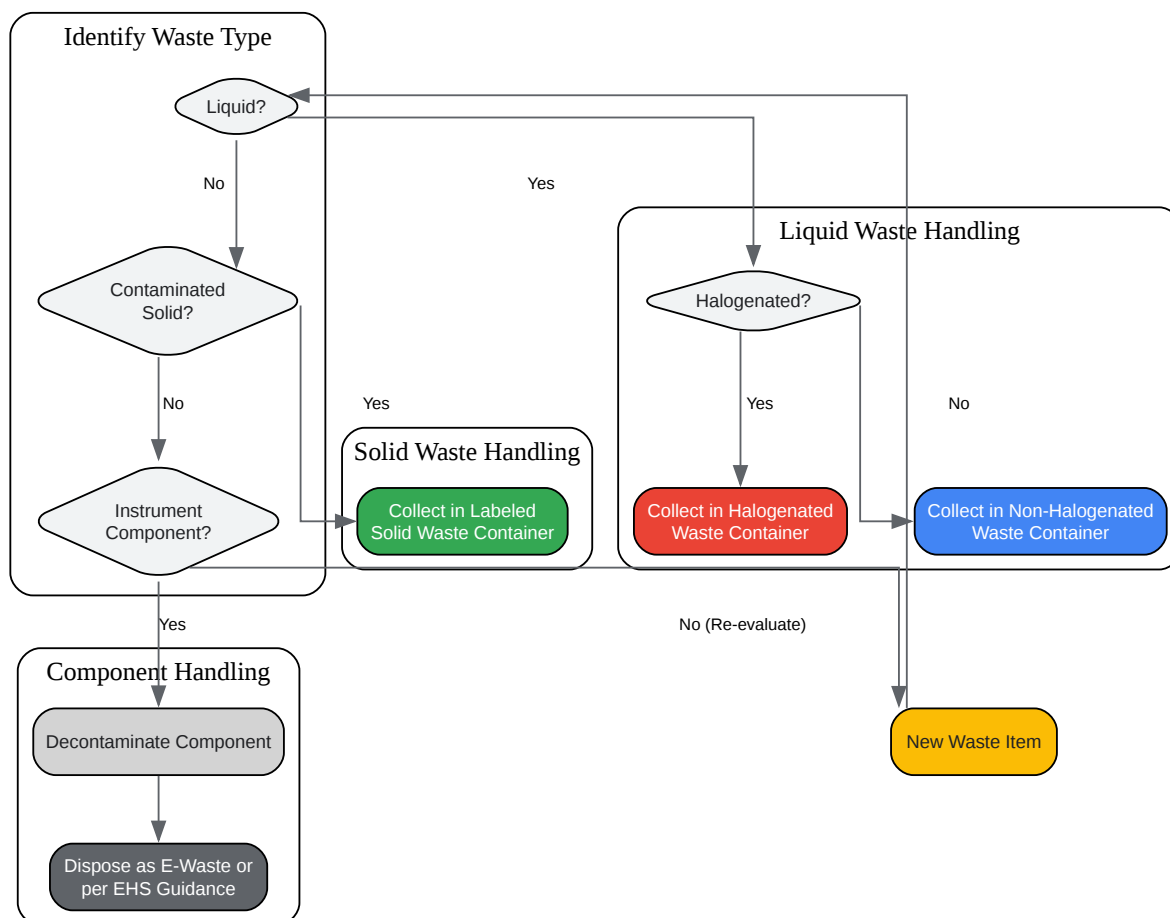 Identify Waste Type
Liquid?
No
Yes
Liquid Waste Handling
Contaminated
Solid?
Halogenated?
No
Yes
Yes
No
Solid Waste Handling
Instrument
Component?
Collect in Labeled
Solid Waste Container
Collect in Halogenated
Waste Container
Collect in Non-Halogenated
Waste Container
Yes
No (Re-evaluate)
Component Handling
Decontaminate Component
New Waste Item
Dispose as E-Waste or
per EHS Guidance